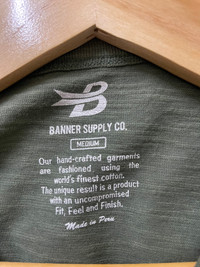 B
BANNER SUPPLY CO.
MEDIUM
Our hand-crafted garments
are fashioned using the
world's finest cotton.
The unique result is a product
with an uncompromised
Fit, Feel and Finish.
Made in Peru